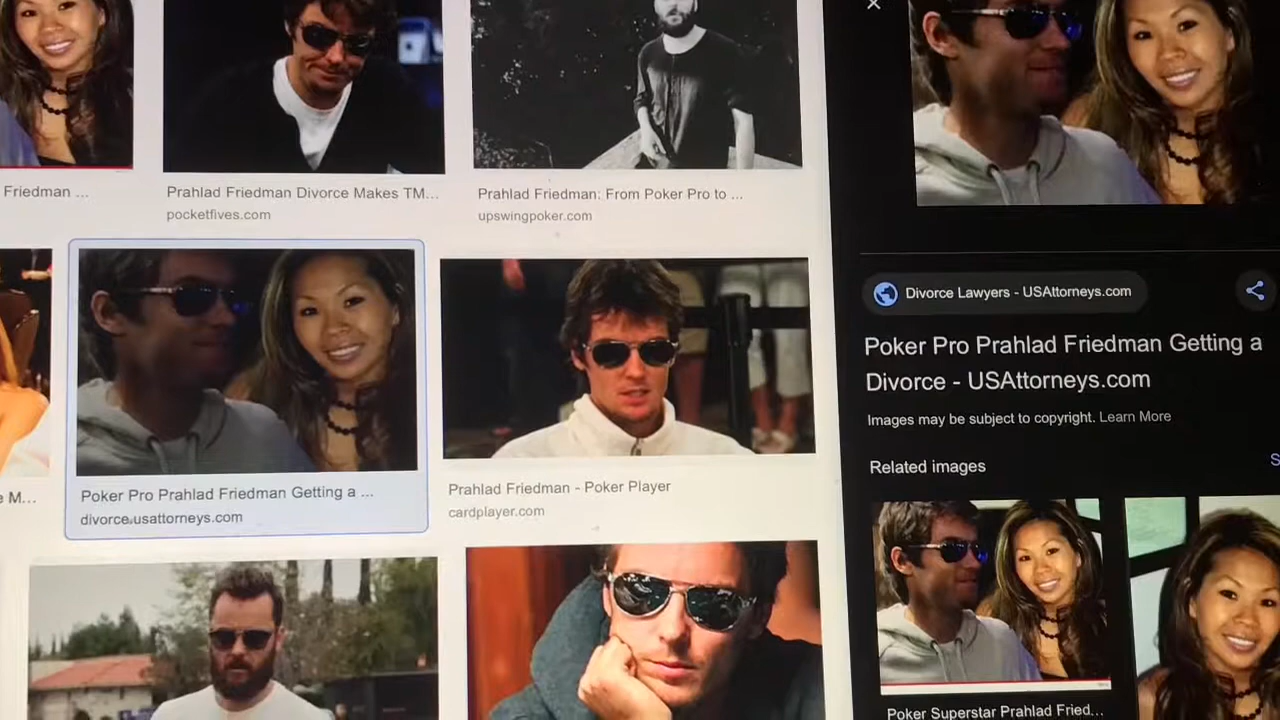 Friedman ...
Prahlad Friedman Divorce Makes TM...
pocketfives.com
Prahlad Friedman: From Poker Pro to ...
upswingpoker.com
e M...
Poker Pro Prahlad Friedman Getting a ...
divorce.usattorneys.com
Prahlad Friedman - Poker Player
cardplayer.com
Divorce Lawyers - USAttorneys.com
Poker Pro Prahlad Friedman Getting a
Divorce - USAttorneys.com
Images may be subject to copyright. Learn More
Related images
S
Poker Superstar Prahlad Fried...